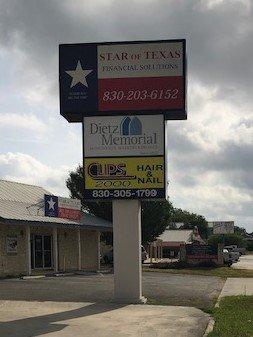 STAR OF TEXAS
FINANCIAL SOLUTIONS
830-203-6152
Dietz
Memorial
CLIPS
2000
HAIR
&
NAIL
830-305-1799